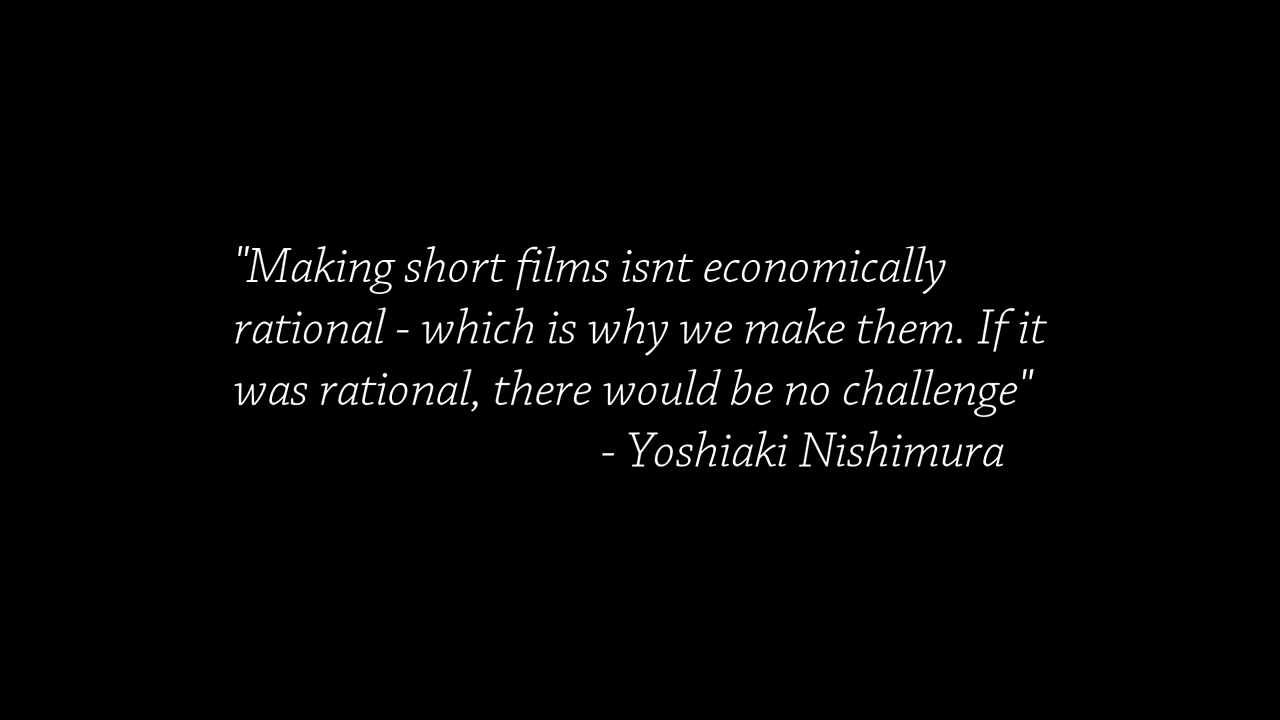 "Making short films isnt economically
rational - which is why we make them. If it
was rational, there would be no challenge"
- Yoshiaki Nishimura